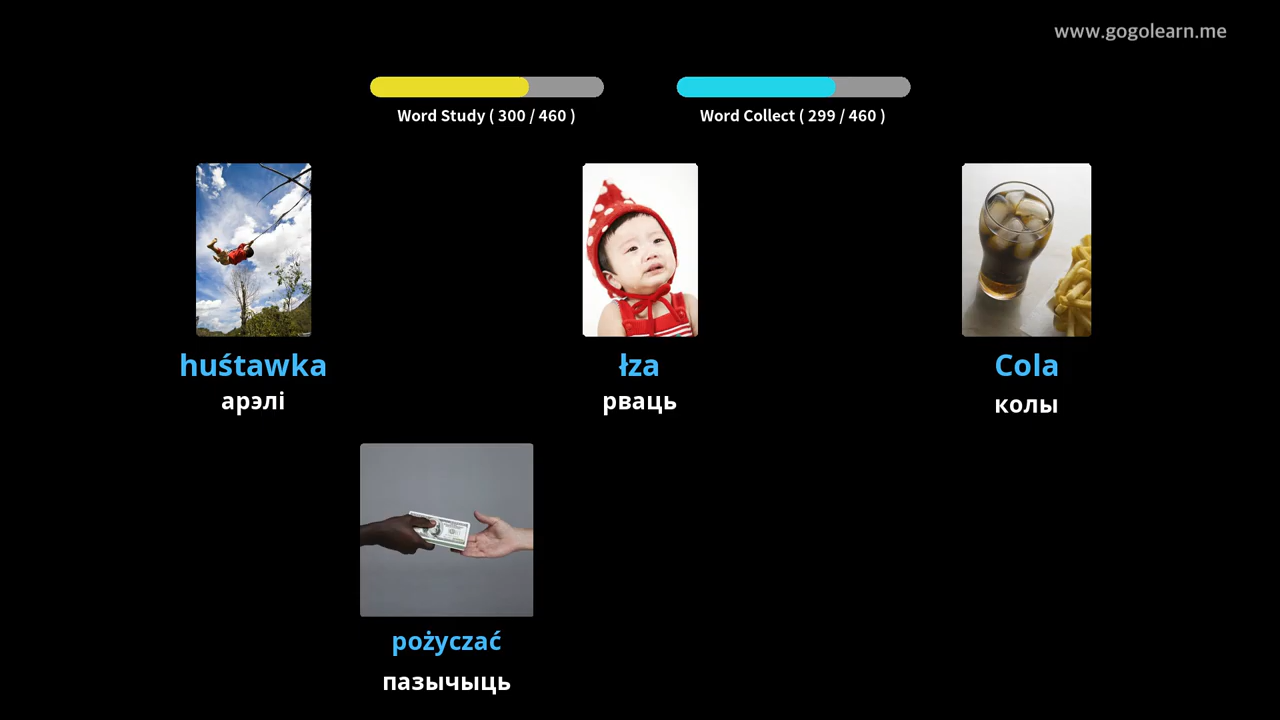 www.gogolearn.me
Word Study ( 300 / 460 )
Word Collect ( 299 / 460 )
huśtawka
арэлі
łza
рваць
Cola
колы
pożyczać
пазычыць